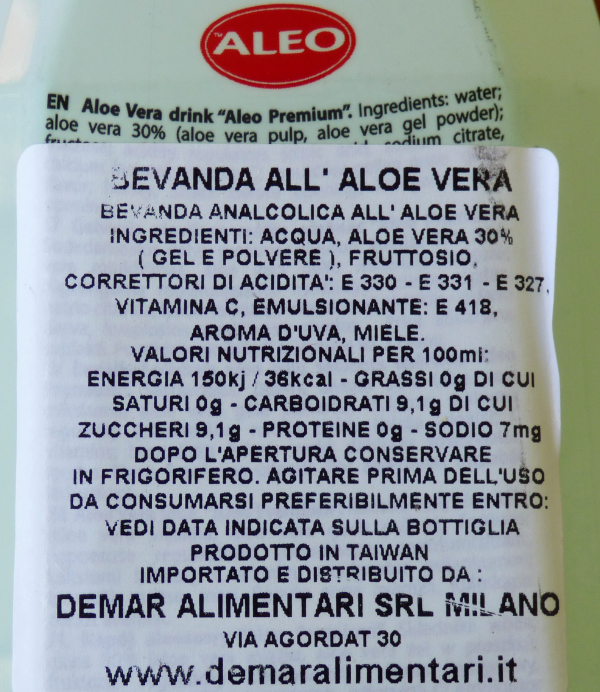 ™ ALEO
EN Aloe Vera drink “Aleo Premium”. Ingredients: water;
aloe vera 30% (aloe vera pulp, aloe vera gel powder);
sodium citrate,
BEVANDA ALL' ALOE VERA
BEVANDA ANALCOLICA ALL' ALOE VERA
INGREDIENTI: ACQUA, ALOE VERA 30%
( GEL E POLVERE ), FRUTTOSIO,
CORRETTORI DI ACIDITA': E 330 - E 331 - E 327,
VITAMINA C, EMULSIONANTE: E 418,
AROMA D'UVA, MIELE.
VALORI NUTRIZIONALI PER 100ml:
ENERGIA 150kj / 36kcal - GRASSI 0g DI CUI
SATURI 0g - CARBOIDRATI 9,1g DI CUI
ZUCCHERI 9,1g - PROTEINE 0g - SODIO 7mg
DOPO L'APERTURA CONSERVARE
IN FRIGORIFERO. AGITARE PRIMA DELL'USO
DA CONSUMARSI PREFERIBILMENTE ENTRO:
VEDI DATA INDICATA SULLA BOTTIGLIA
PRODOTTO IN TAIWAN
IMPORTATO E DISTRIBUITO DA :
DEMAR ALIMENTARI SRL MILANO
VIA AGORDAT 30
www.demaralimentari.it